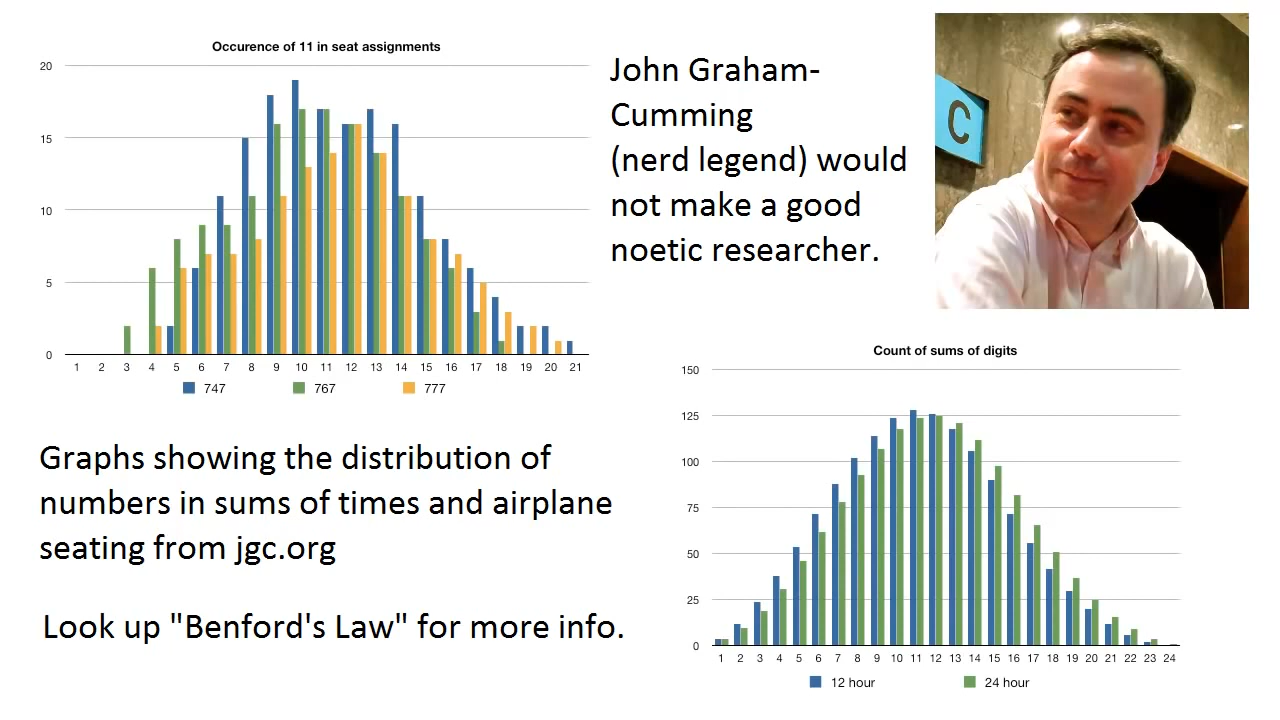 Occurence of 11 in seat assignments
20
15
10
5
0
1 2 3 4 5 6 7 8 9 10 11 12 13 14 15 16 17 18 19 20 21
747 767 777
John Graham-
Cumming
(nerd legend) would
not make a good
noetic researcher.
C
Graphs showing the distribution of
numbers in sums of times and airplane
seating from jgc.org
Look up "Benford's Law" for more info.
Count of sums of digits
150
125
100
75
50
25
0
1 2 3 4 5 6 7 8 9 10 11 12 13 14 15 16 17 18 19 20 21 22 23 24
12 hour 24 hour